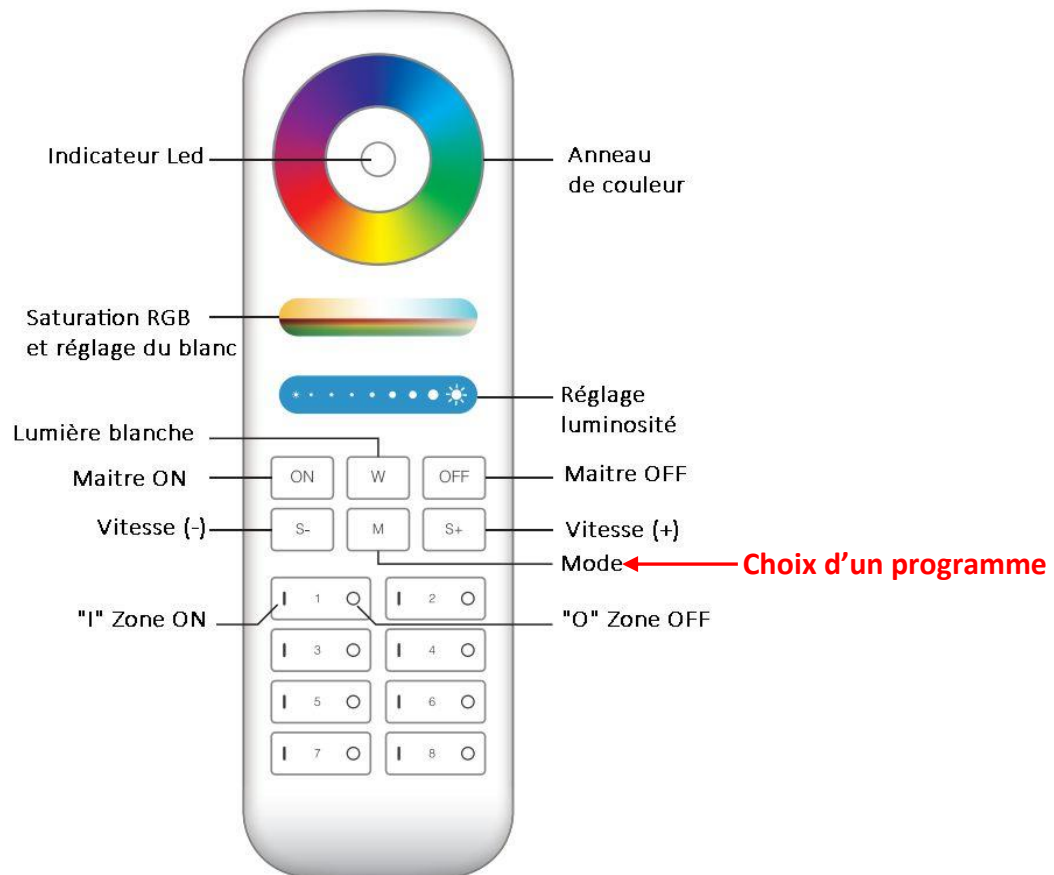 Indicateur Led
Anneau
de couleur
Saturation RGB
et réglage du blanc
Réglage
luminosité
Lumière blanche
Maitre ON
ON
W
OFF
Maitre OFF
Vitesse (-)
S-
M
S+
Vitesse (+)
Mode
Choix d'un programme
"I" Zone ON
I 1 O
I 2 O
"O" Zone OFF
I 3 O
I 4 O
I 5 O
I 6 O
I 7 O
I 8 O